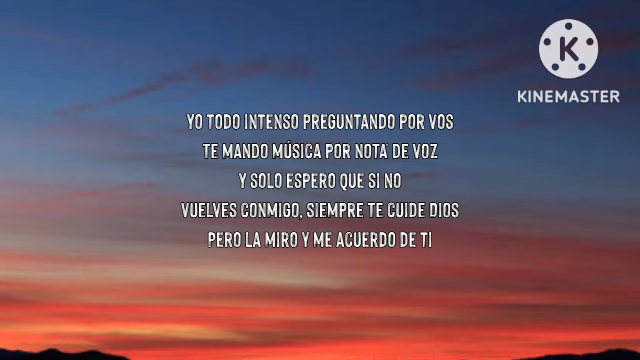 K
KINEMASTER
YO TODO INTENSO PREGUNTANDO POR VOS
TE MANDO MÚSICA POR NOTA DE VOZ
Y SOLO ESPERO QUE SI NO
VUELVES CONMIGO, SIEMPRE TE CUIDE DIOS
PERO LA MIRO Y ME ACUERDO DE TI